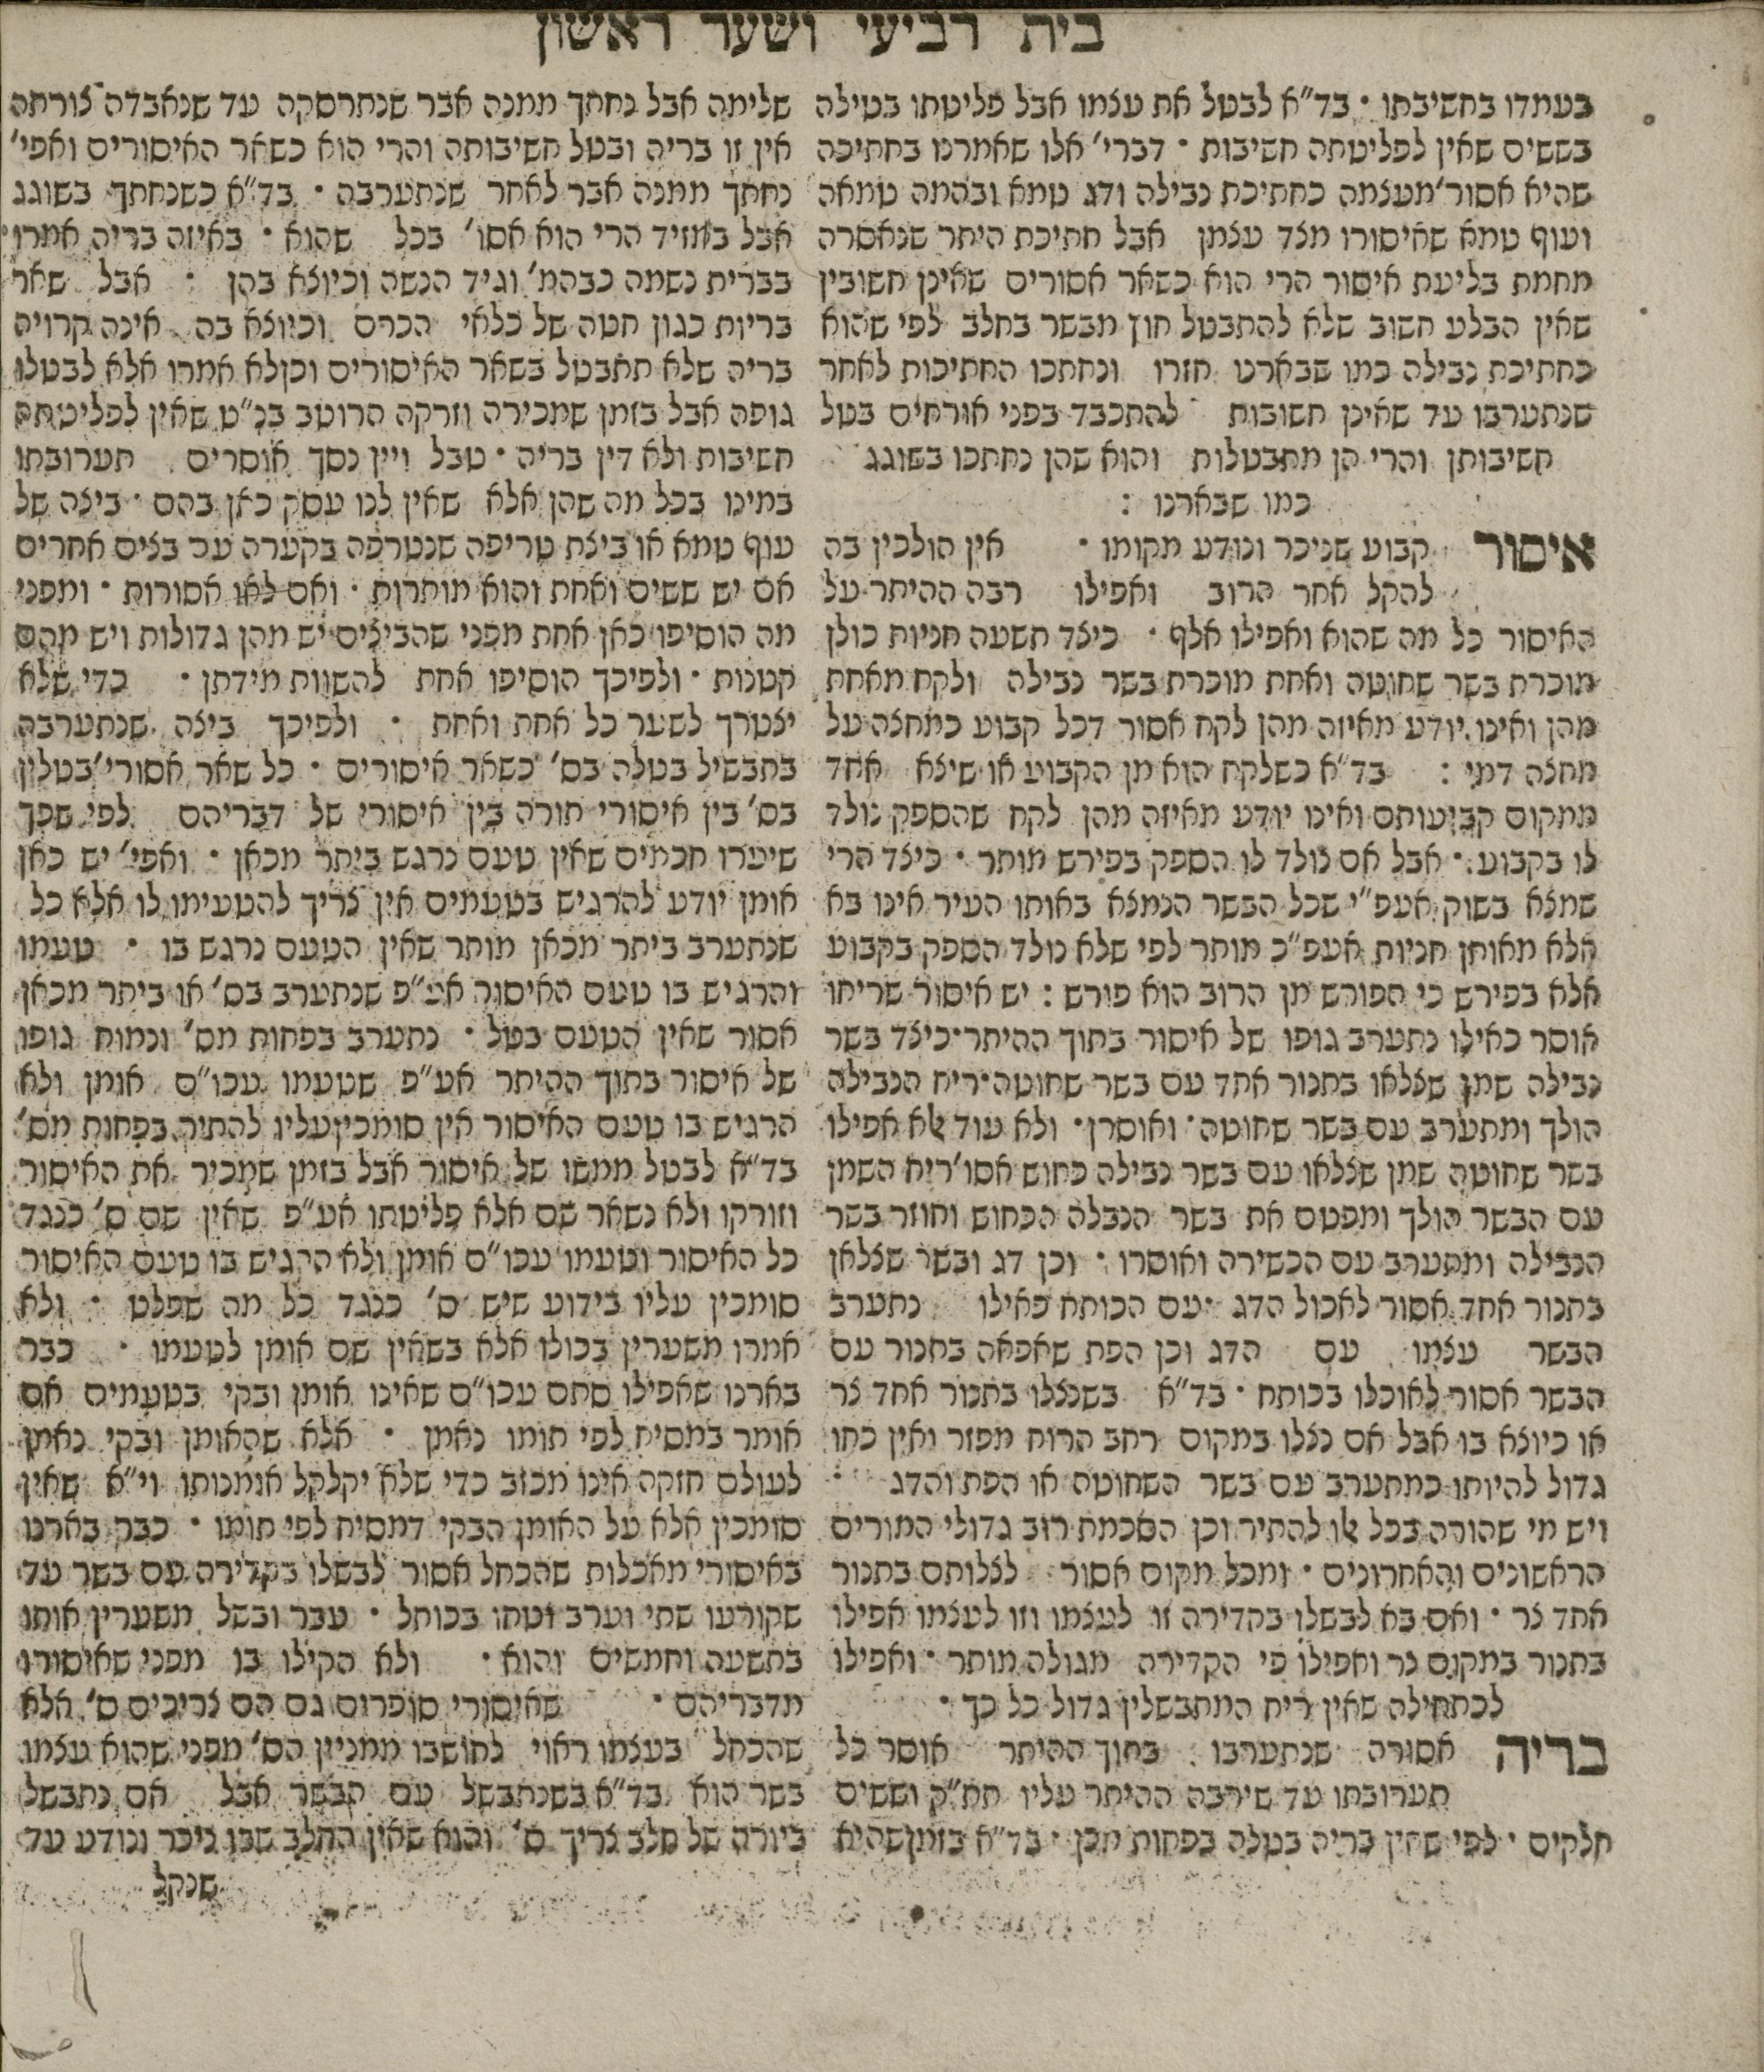 בית רביעי ושער ראשון
בעמדו בחשיבתו · בד"א לבטל את עצמו אבל פליטתו בטילה
בששים שאין לפליטתה חשיבות · דברי' אלו שאמרנו בחתיכה
שהיא אסור' מעצמה כחתיכת נבילה ודג טמא ובהמה טמאה
ועוף טמא שאיסורו מצד עצמן אבל חתיכת היתר שנאסרה
מחמת בליעת איסור הרי הוא כשאר אסורים שאינן חשובין
שאין הבלע חשוב שלא להתבטל חוץ מבשר בחלב לפי שהוא
כחתיכת נבילה כמו שבארנו חזרו ונחתכו החתיכות לאחר
שנתערבו עד שאינן חשובות להתכבד בפני אורחים בטל
חשיבותן והרי הן מתבטלות והוא שהן נחתכו בשוגג
כמו שבארנו :
איסור קבוע שניכר ונודע מקומו · אין הולכין בה
להקל אחר הרוב ואפילו רבה ההיתר על
האיסור כל מה שהוא ואפילו אלף · כיצד תשעה חניות כולן
מוכרת בשר שחוטה ואחת מוכרת בשר נבילה ולקח מאחת
מהן ואינו יודע מאיזה מהן לקח אסור דכל קבוע כמחצה על
מחצה דמי : בד"א כשלקח הוא מן הקבוע או שיצא אחד
ממקום קביעותם ואינו יודע מאיזה מהן לקח שהספק נולד
לו בקבוע · אבל אם נולד לו הספק בפירש מותר · כיצד הרי
שמצא בשוק אעפ"י שכל הבשר הנמצא באותו העיר אינו בא
אלא מאותן חניות אעפ"כ מותר לפי שלא נולד הספק בקבוע
אלא בפירש כי הפורש מן הרוב הוא פורש : יש איסור שריחו
אוסר כאילו נתערב גופו של איסור בתוך ההיתר · כיצד בשר
נבילה שמן שצלאו בתנור אחד עם בשר שחוטה · ריח הנבילה
הולך ומתערב עם בשר שחוטה · ואוסרן · ולא עוד אלא אפילו
בשר שחוטה שמן שצלאו עם בשר נבילה כחוש אסו' ריח השמן
עם הבשר הולך ומפטם את בשר הנבלה הכחוש וחוזר בשר
הנבילה ומתערב עם הכשירה ואוסרו · וכן דג ובשר שצלאן
בתנור אחד אסור לאכול הדג עם הכותח כאילו נתערב
הבשר עצמו עם הדג וכן הפת שאפאה בתנור עם
הבשר אסור לאוכלו בכותח · בד"א בשנצלו בתנור אחד צר
או כיוצא בו אבל אם נצלו במקום רחב הרוח מפזר ואין כחו
גדול להיותו כמתערב עם בשר השחוטה או הפת והדג :
ויש מי שהורה בכל אלו להתיר וכן הסכמת רוב גדולי המורים
הראשונים והאחרונים · ומכל מקום אסור לצלותם בתנור
אחד צר · ואם בא לבשלו בקדירה זו לעצמו וזו לעצמו אפילו
בתנור במקום צר ואפילו פי הקדירה מגולה מותר · ואפילו
לכתחילה שאין ריח המתבשלין גדול כל כך ·
בריה אסורה שנתערבו בתוך ההיתר אוסר כל
תערובתו עד שירבה ההיתר עליו תת"ק וששים
חלקים · לפי שאין בריה בטלה בפחות מכן · בד"א בזמן שהיא
שלימה אבל נחתך ממנה אבר שנתרסקה עד שנאבדה צורתה
אין זו בריה ובטל חשיבותה והרי הוא כשאר האיסורים ואפי'
נחתך ממנה אבר לאחר שנתערבה · בד"א כשנחתך בשוגג
אבל במזיד הרי הוא אסו' בכל שהוא · באיזה בריה אמרו ·
בברית נשמה כבהמ' וגיד הנשה וכיוצא בהן · אבל שאר
בריות כגון חטה של כלאי הכרם וכיוצא בה אינה קרויה
בריה שלא תתבטל בשאר האיסורים וכן לא אמרו אלא לבטלו
גופה אבל בזמן שמכירה וזרקה הרוטב בנ"ט שאין לפליטתה
חשיבות ולא דין בריה · טבל ויין נסך אוסרים תערובתו
במינו בכל מה שהן אלא שאין לנו עסק כאן בהם · ביצה של
עוף טמא או ביצת טריפה שנטרפה בקערה עם בצים אחרים
אם יש ששים ואחת והוא מותרות · ואם לאו אסורות · ומפני
מה הוסיפו כאן אחת מפני שהביצים יש מהן גדולות ויש מהם
קטנות · ולפיכך הוסיפו אחת להשוות מידתן · כדי שלא
יצטרך לשער כל אחת ואחת · ולפיכך ביצה שנתערבה
בתבשיל בטלה בס' כשאר איסורים · כל שאר אסורי' בטלין
בס' בין איסורי תורה בין איסורי של דבריהם לפי שכך
שיערו חכמים שאין טעם נרגש ביתר מכאן · ואפי' יש כאן
אומן יודע להרגיש בטעמים אין צריך להטעימו לו אלא כל
שנתערב ביתר מכאן מותר שאין הטעם נרגש בו · טעמו
והרגיש בו טעם האיסור אע"פ שנתערב בס' או ביתר מכאן
אסור שאין הטעם בטל · נתערב בפחות מס' ונמוח גופו
של איסור בתוך ההיתר אע"פ שטעמו עכו"ם אומן ולא
הרגיש בו טעם האיסור אין סומכין עליו להתיר בפחות מס'
בד"א לבטל ממשו של איסור אבל בזמן שמכיר את האיסור
וזורקו ולא נשאר שם אלא פליטתו אע"פ שאין שם ס' כנגד
כל האיסור וטעמו עכו"ם אומן ולא הרגיש בו טעם האיסור
סומכין עליו בידוע שיש ס' כנגד כל מה שפלט · ולא
אמרו משערין בכולו אלא בשאין שם אומן לטעמו · כבר
בארנו שאפילו סתם עכו"ם שאינו אומן ובקי בטעמים אם
אומר במסיח לפי תומו נאמן · אלא שהאומן ובקי נאמן
לעולם חזקה אינו מכזב כדי שלא יקלקל אומנותו וי"א שאין
סומכין אלא על האומן הבקי דמסיח לפי תומו · כבר בארנו
באיסורי מאכלות שהכחל אסור לבשלו בקדירה עם בשר עד
שקורעו שתי וערב וטחו בכותל · עבר ובשל משערין אותו
בתשעה וחמשים והוא · ולא הקילו בו מפני שאיסורו
מדבריהם · שאיסורי סופרום גם הם צריכים ס' אלא
שהכחל בעצמו ראוי לחושבו ממניין הס' מפני שהוא עצמו
בשר הוא בד"א בשנתבשל עם הבשר אבל אם נתבשל
ביורה של חלב צריך ס' והוא שאין החלב שבו ניכר ונודע עד
שנקל